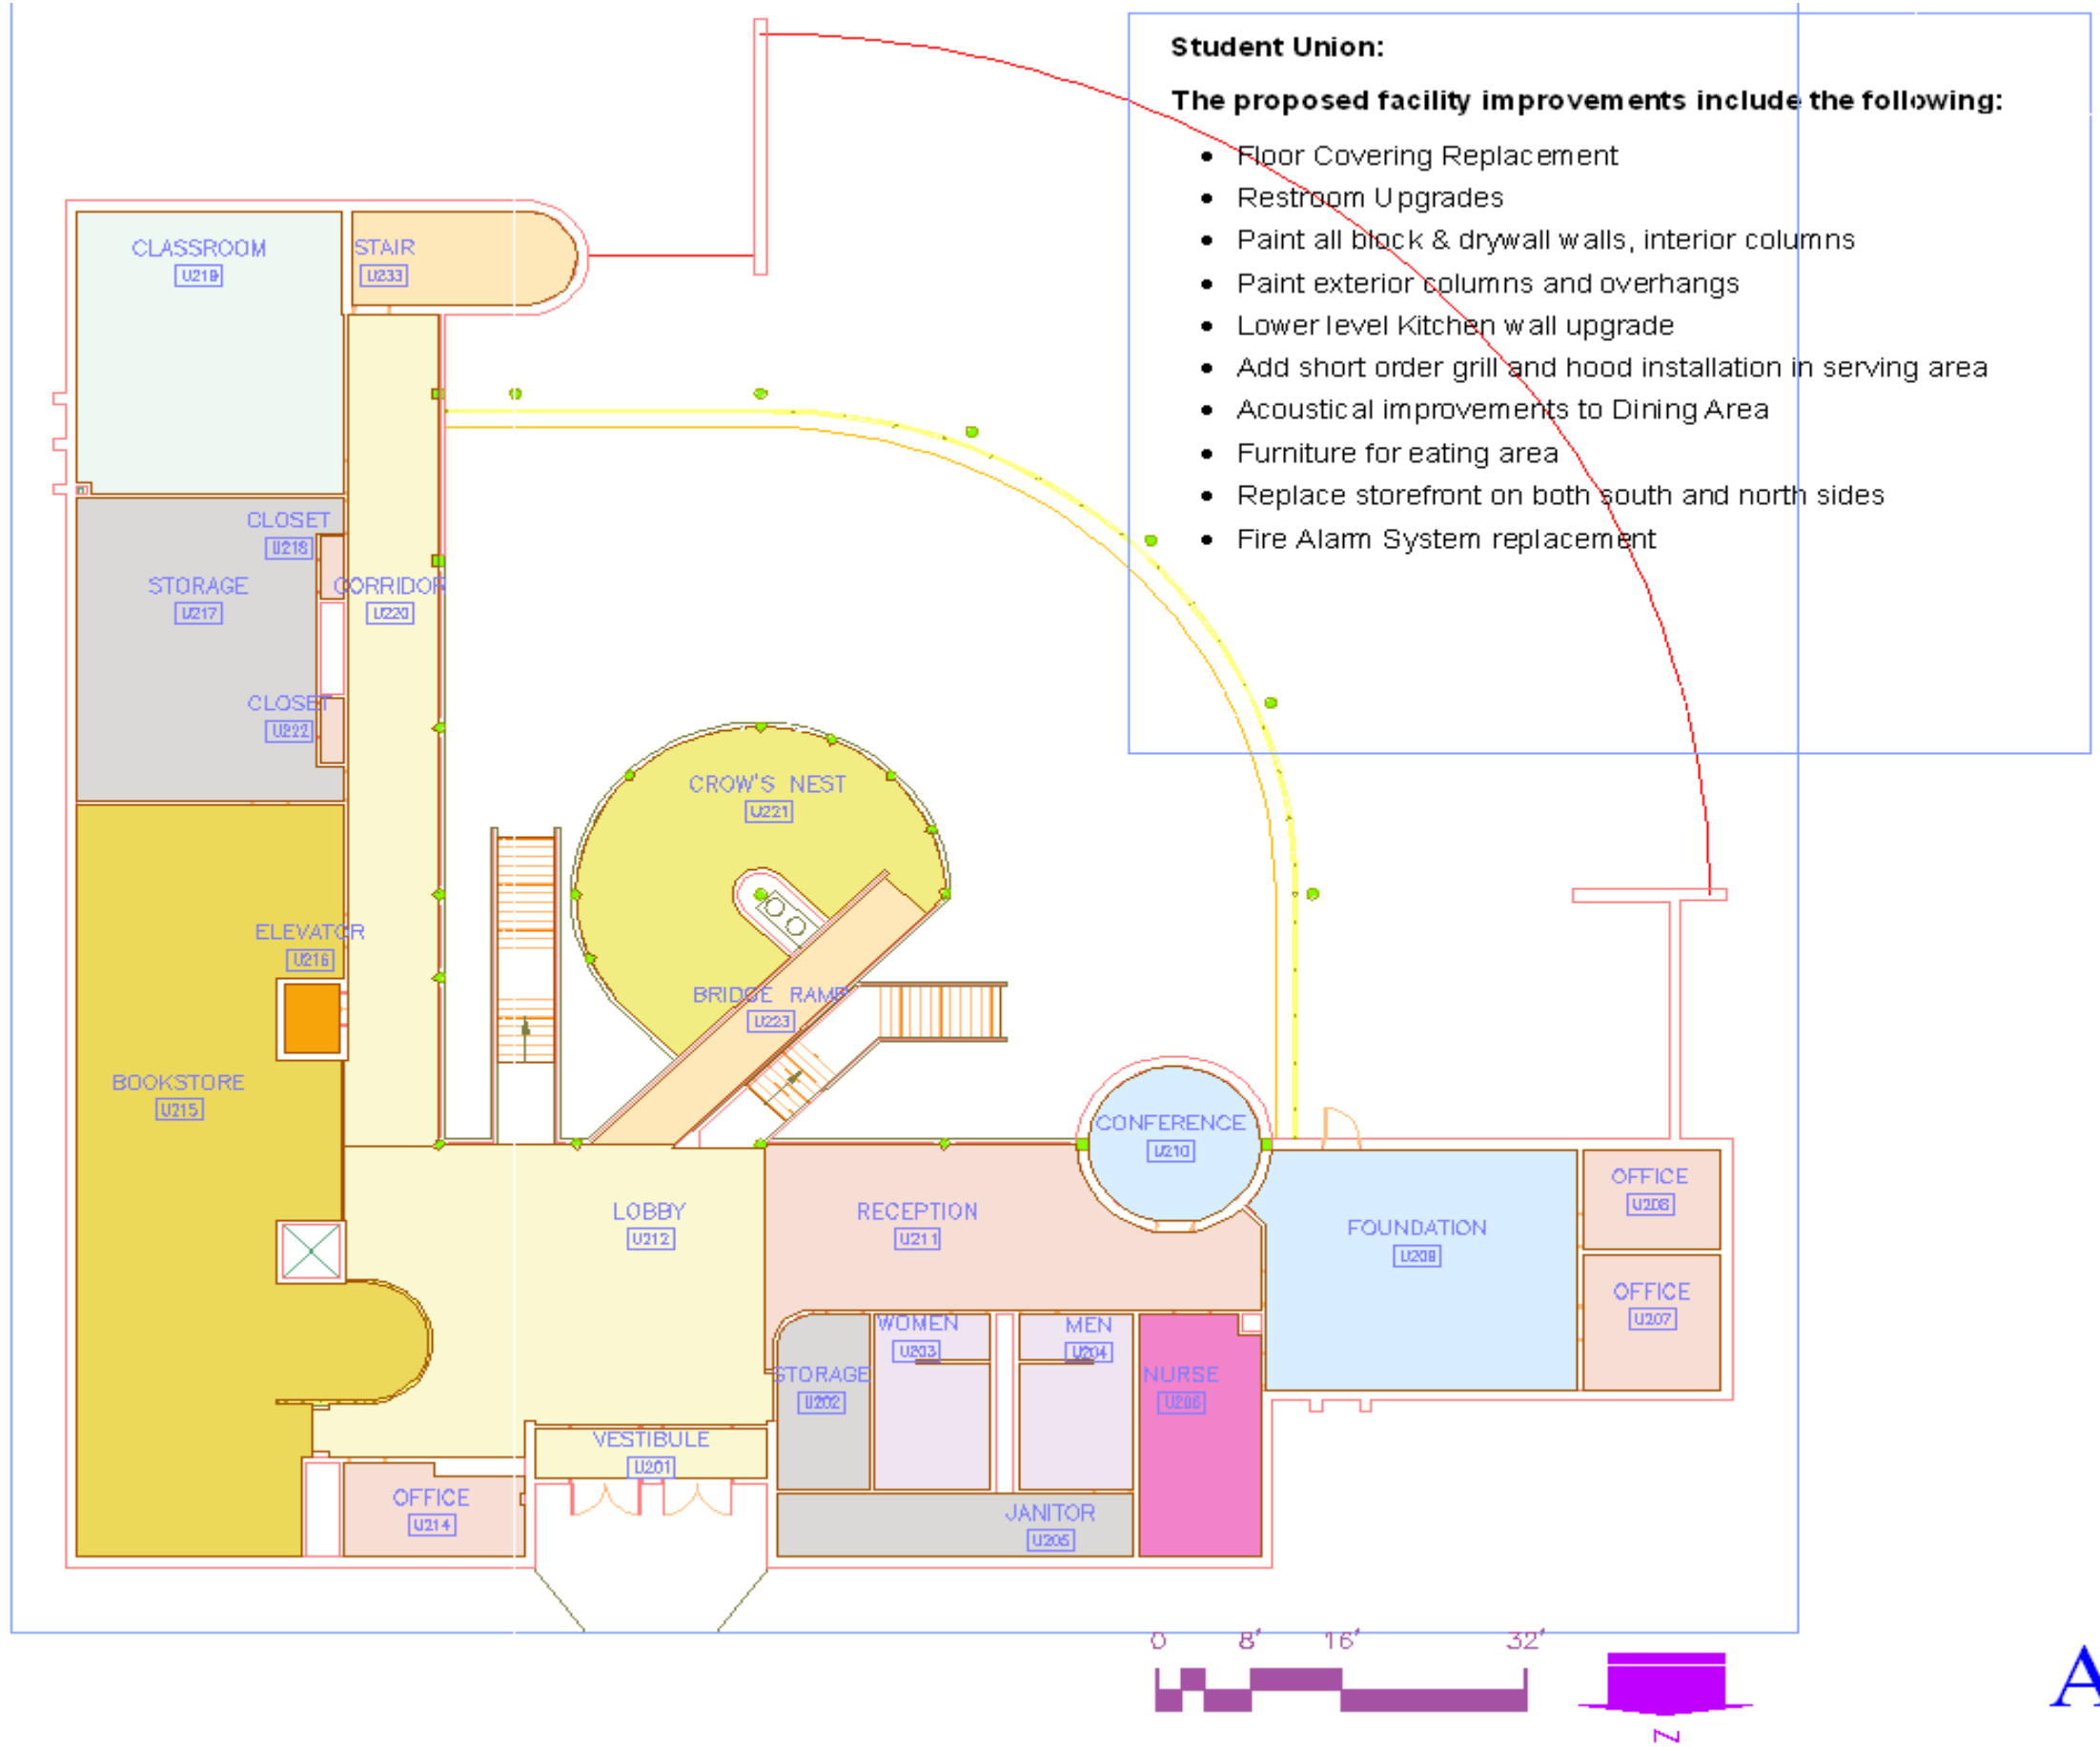 Student Union:
The proposed facility improvements include the following:
• Floor Covering Replacement
• Restroom Upgrades
• Paint all block & drywall walls, interior columns
• Paint exterior columns and overhangs
• Lower level Kitchen wall upgrade
• Add short order grill and hood installation in serving area
• Acoustical improvements to Dining Area
• Furniture for eating area
• Replace storefront on both south and north sides
• Fire Alarm System replacement
CLASSROOM
U219
STAIR
U233
CLOSET
U218
STORAGE
U217
CORRIDOR
U220
CLOSET
U222
CROW'S NEST
U221
ELEVATOR
U216
BRIDGE RAMP
U223
BOOKSTORE
U215
CONFERENCE
U210
LOBBY
U212
RECEPTION
U211
FOUNDATION
OFFICE
OFFICE
U207
WOMEN
U203
MEN
U204
STORAGE
U202
NURSE
U206
VESTIBULE
U201
OFFICE
U214
JANITOR
U205
0 8' 16' 32'
N
A